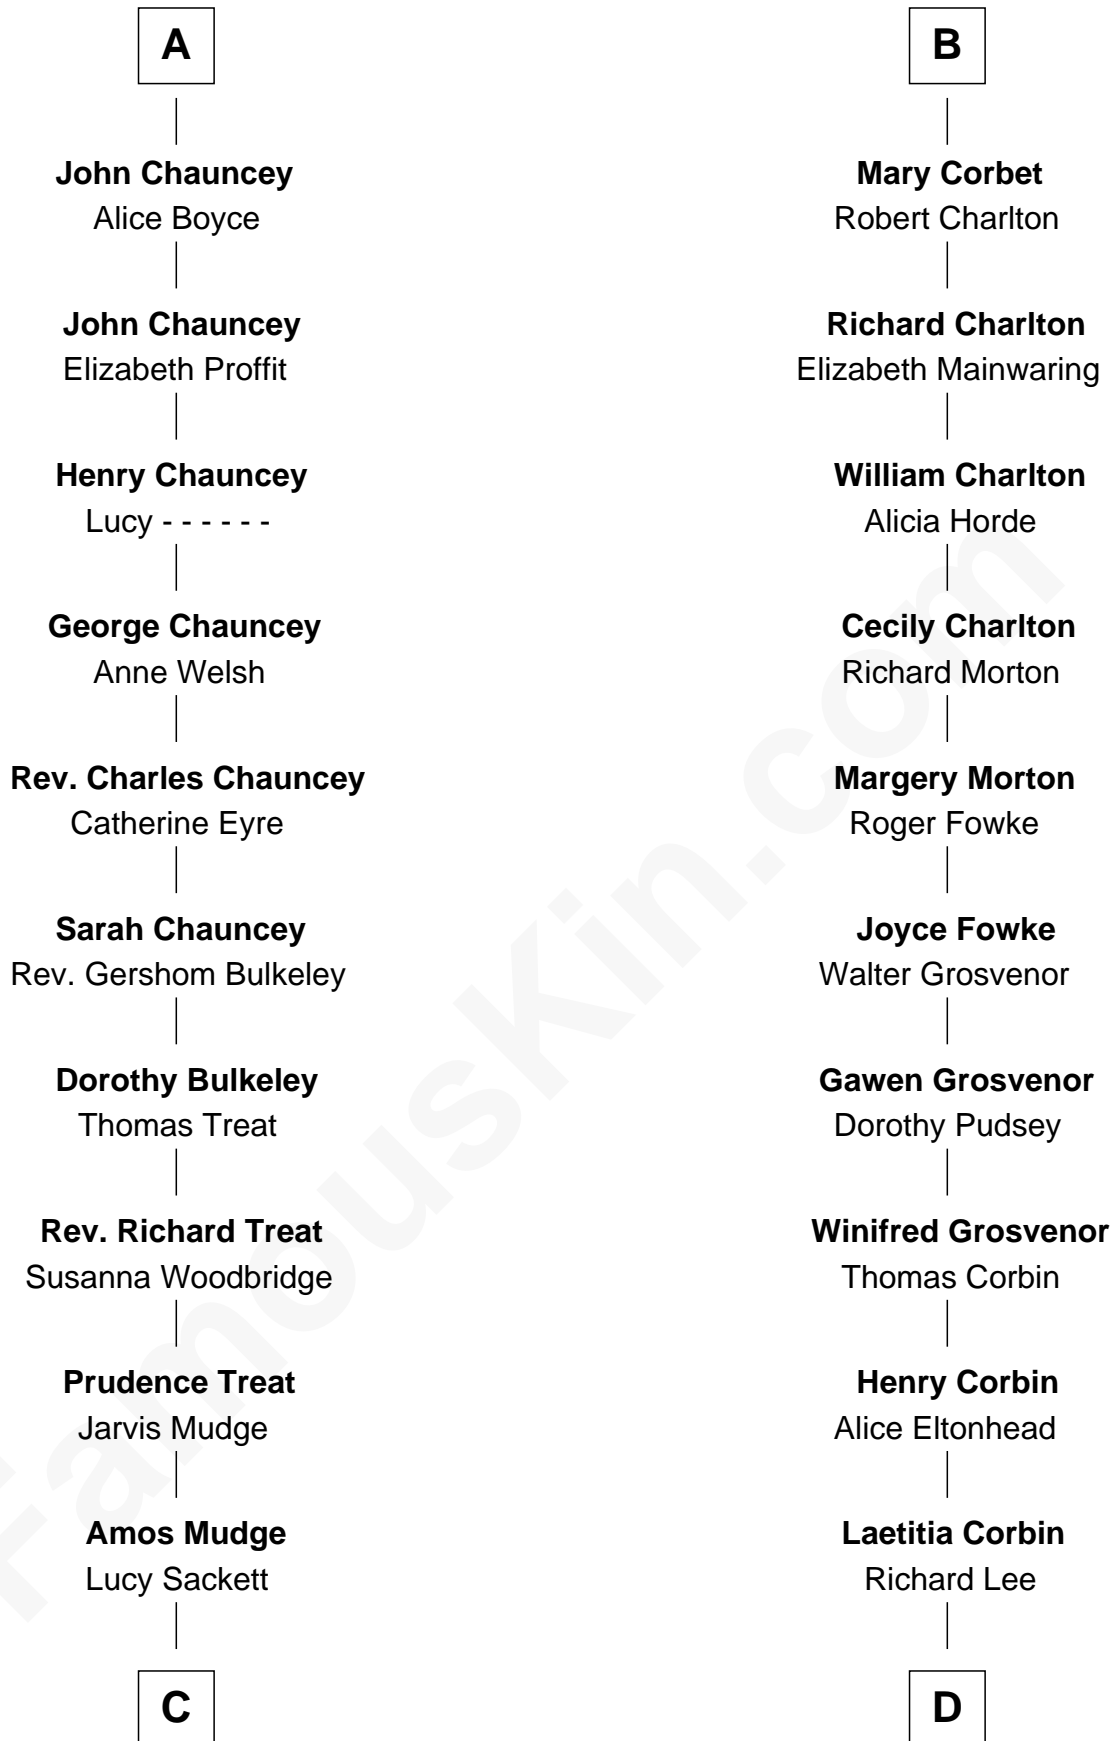 A
John Chauncey
Alice Boyce
John Chauncey
Elizabeth Proffit
Henry Chauncey
Lucy - - - - - -
George Chauncey
Anne Welsh
Rev. Charles Chauncey
Catherine Eyre
Sarah Chauncey
Rev. Gershom Bulkeley
Dorothy Bulkeley
Thomas Treat
Rev. Richard Treat
Susanna Woodbridge
Prudence Treat
Jarvis Mudge
Amos Mudge
Lucy Sackett
C
B
Mary Corbet
Robert Charlton
Richard Charlton
Elizabeth Mainwaring
William Charlton
Alicia Horde
Cecily Charlton
Richard Morton
Margery Morton
Roger Fowke
Joyce Fowke
Walter Grosvenor
Gawen Grosvenor
Dorothy Pudsey
Winifred Grosvenor
Thomas Corbin
Henry Corbin
Alice Eltonhead
Laetitia Corbin
Richard Lee
D
FamousKin.com